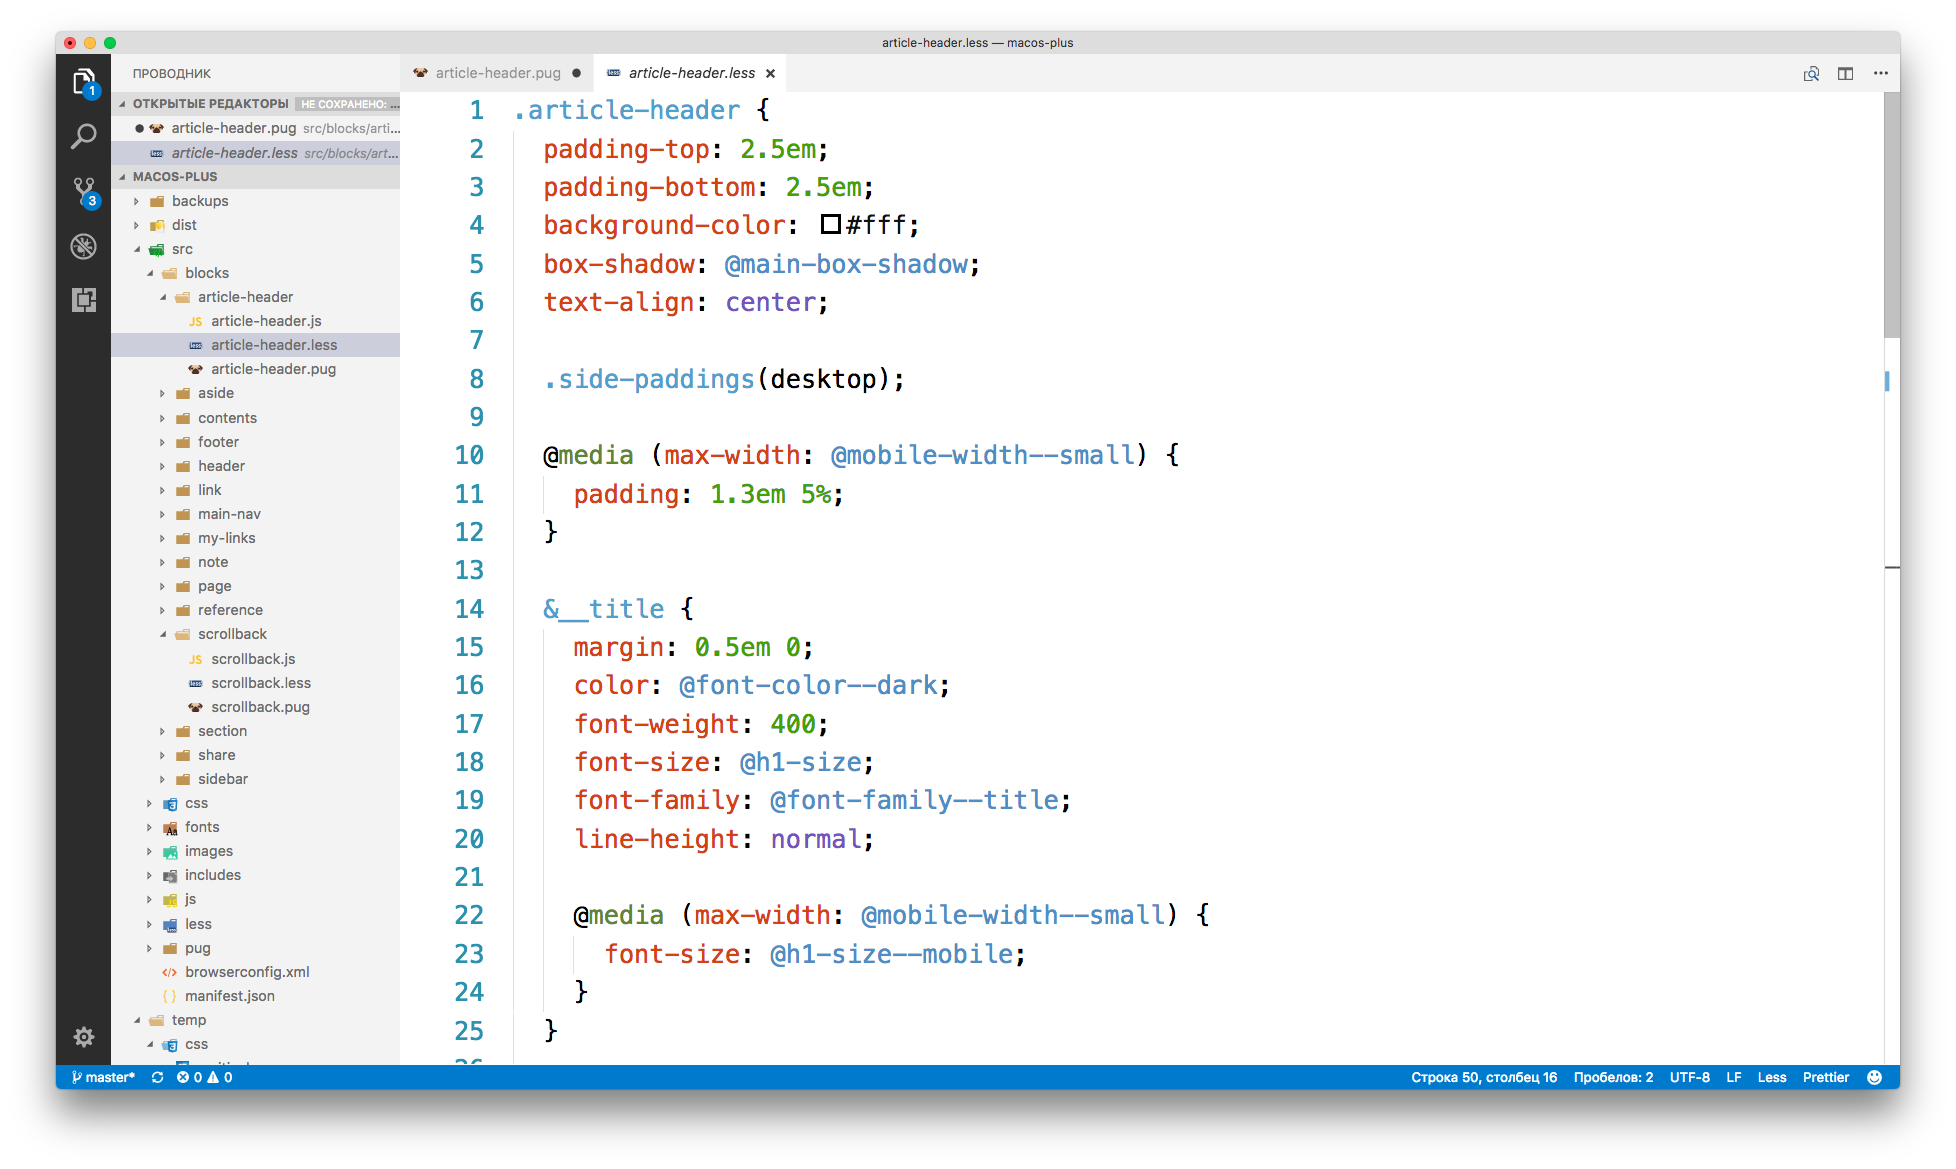 article-header.less — macos-plus
ПРОВОДНИК
article-header.pug
article-header.less
1
ОТКРЫТЫЕ РЕДАКТОРЫ НЕ СОХРАНЕНО: ...
article-header.pug src/blocks/arti...
article-header.less src/blocks/art...
3
MACOS-PLUS
backups
dist
src
blocks
article-header
JS article-header.js
less article-header.less
article-header.pug
aside
contents
footer
header
link
main-nav
my-links
note
page
reference
scrollback
JS scrollback.js
less scrollback.less
scrollback.pug
section
share
sidebar
css
fonts
images
includes
js
less
pug
</> browserconfig.xml
{ } manifest.json
temp
css
1 .article-header {
2 padding-top: 2.5em;
3 padding-bottom: 2.5em;
4 background-color: #fff;
5 box-shadow: @main-box-shadow;
6 text-align: center;
7
8 .side-paddings(desktop);
9
10 @media (max-width: @mobile-width--small) {
11 padding: 1.3em 5%;
12 }
13
14 &__title {
15 margin: 0.5em 0;
16 color: @font-color--dark;
17 font-weight: 400;
18 font-size: @h1-size;
19 font-family: @font-family--title;
20 line-height: normal;
21
22 @media (max-width: @mobile-width--small) {
23 font-size: @h1-size--mobile;
24 }
25 }
master* 0 0
Строка 50, столбец 16 Пробелов: 2 UTF-8 LF Less Prettier